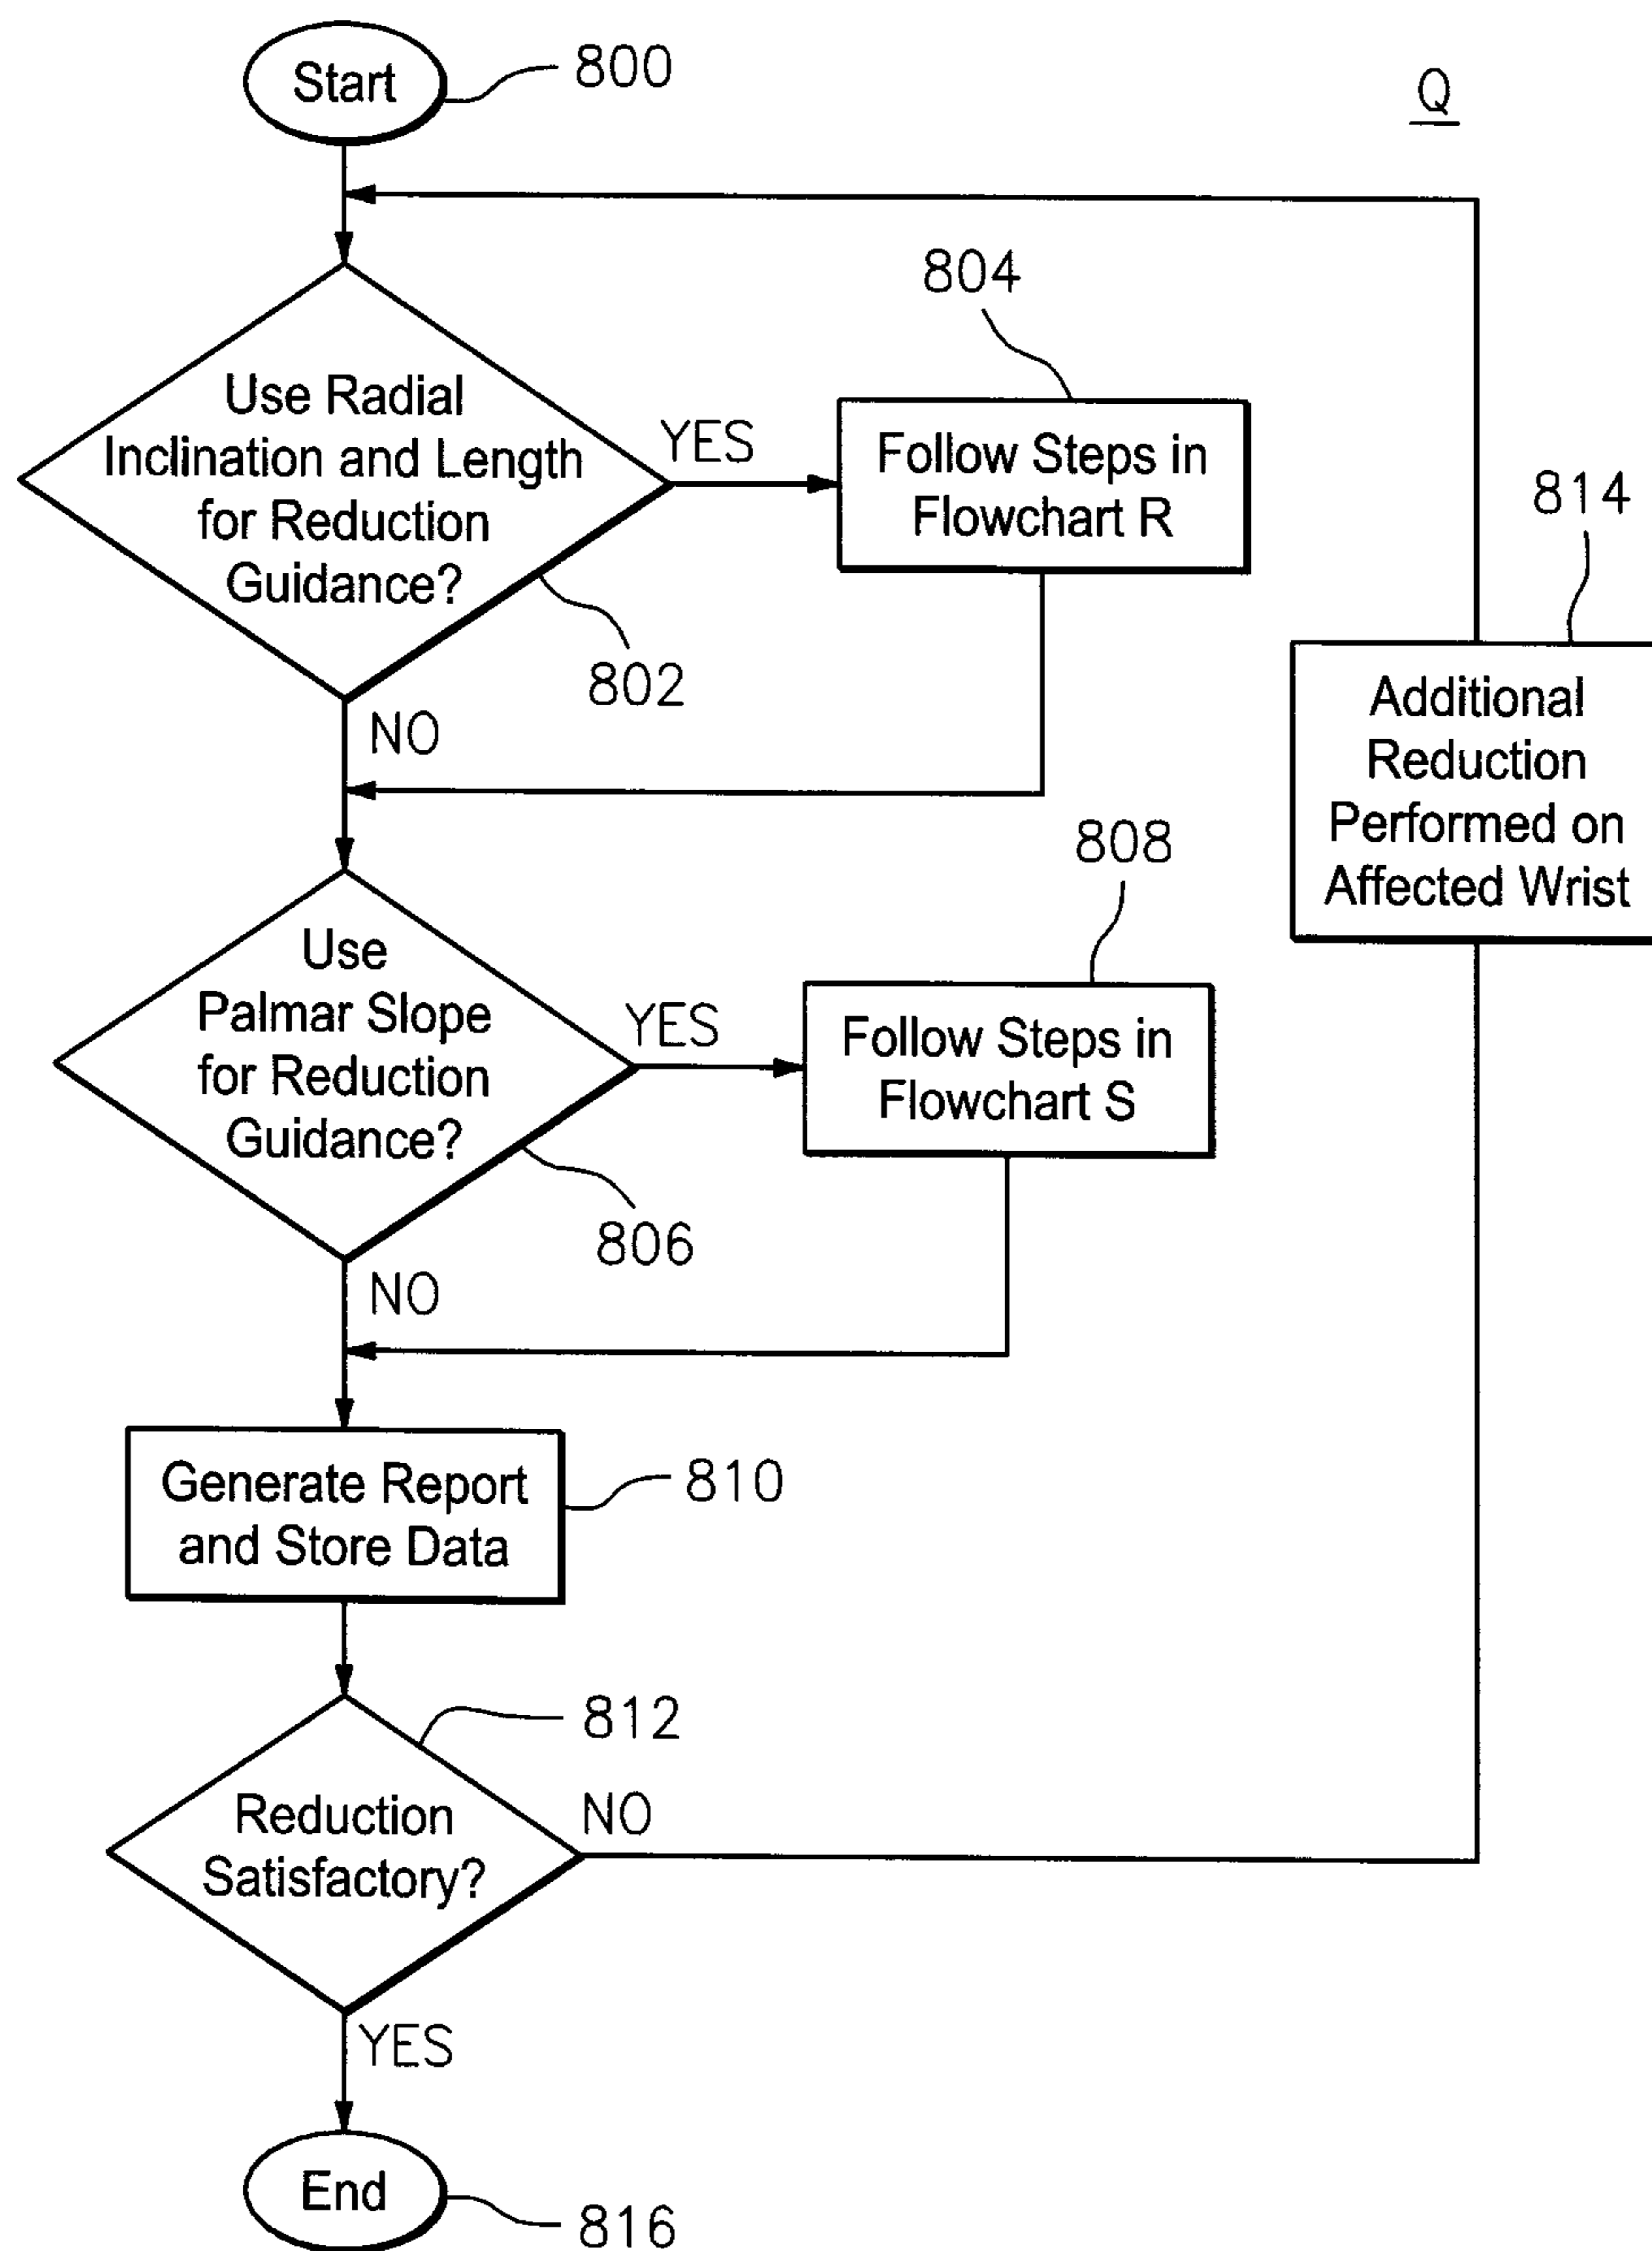 Start
800
Q
Use Radial
Inclination and Length
for Reduction
Guidance?
802
YES
804
Follow Steps in
Flowchart R
NO
814
Additional
Reduction
Performed on
Affected Wrist
Use
Palmar Slope
for Reduction
Guidance?
806
YES
808
Follow Steps in
Flowchart S
NO
Generate Report
and Store Data
810
812
Reduction
Satisfactory?
NO
YES
End
816